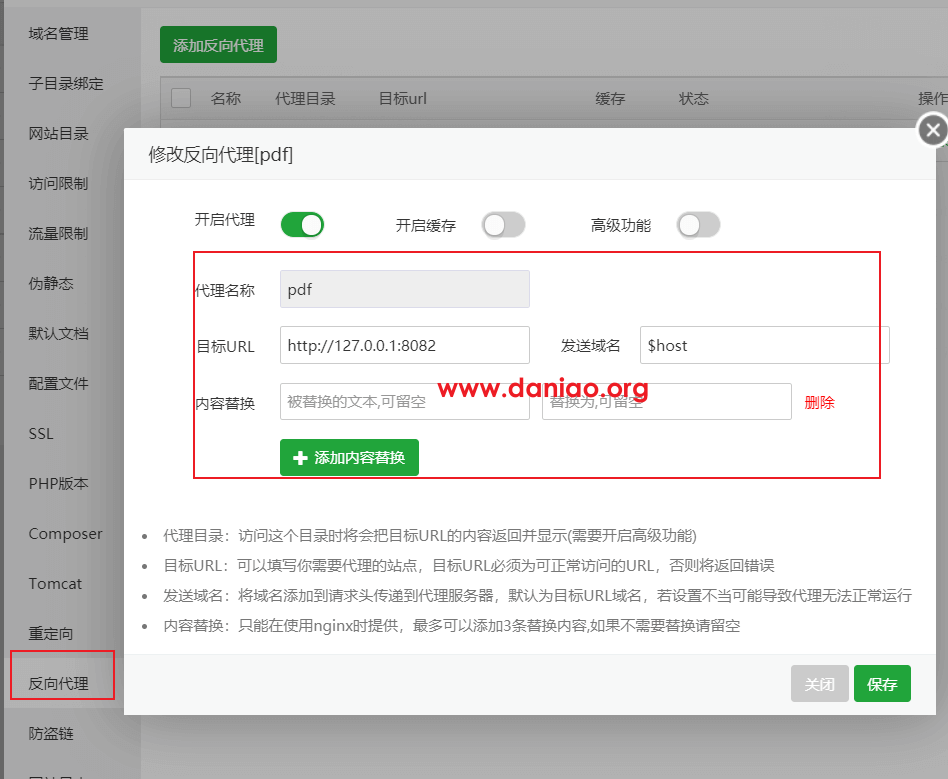 域名管理
子目录绑定
网站目录
访问限制
流量限制
伪静态
默认文档
配置文件
SSL
PHP版本
Composer
Tomcat
重定向
反向代理
防盗链
添加反向代理
名称 代理目录 目标url 缓存 状态 操作
修改反向代理[pdf]
开启代理 开启缓存 高级功能
代理名称 pdf
目标URL http://127.0.0.1:8082 发送域名 $host
www.daniao.org
内容替换 被替换的文本,可留空 替换为,可留空 删除
添加内容替换
代理目录：访问这个目录时将会把目标URL的内容返回并显示(需要开启高级功能)
目标URL：可以填写你需要代理的站点，目标URL必须为可正常访问的URL，否则将返回错误
发送域名：将域名添加到请求头传递到代理服务器，默认为目标URL域名，若设置不当可能导致代理无法正常运行
内容替换：只能在使用nginx时提供，最多可以添加3条替换内容,如果不需要替换请留空
关闭 保存